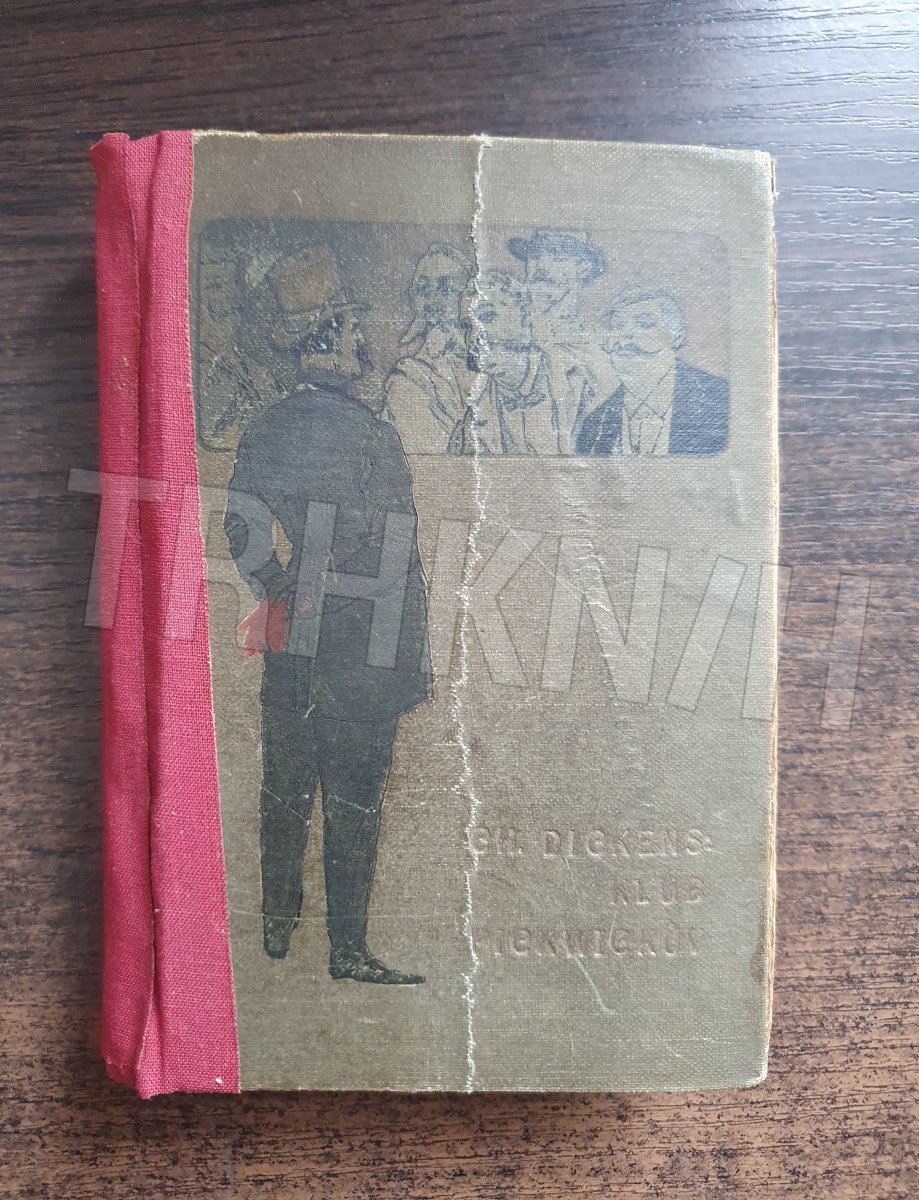 TRHKNIH
CH. DICKENS:
KLUB
PICKWICKŮV